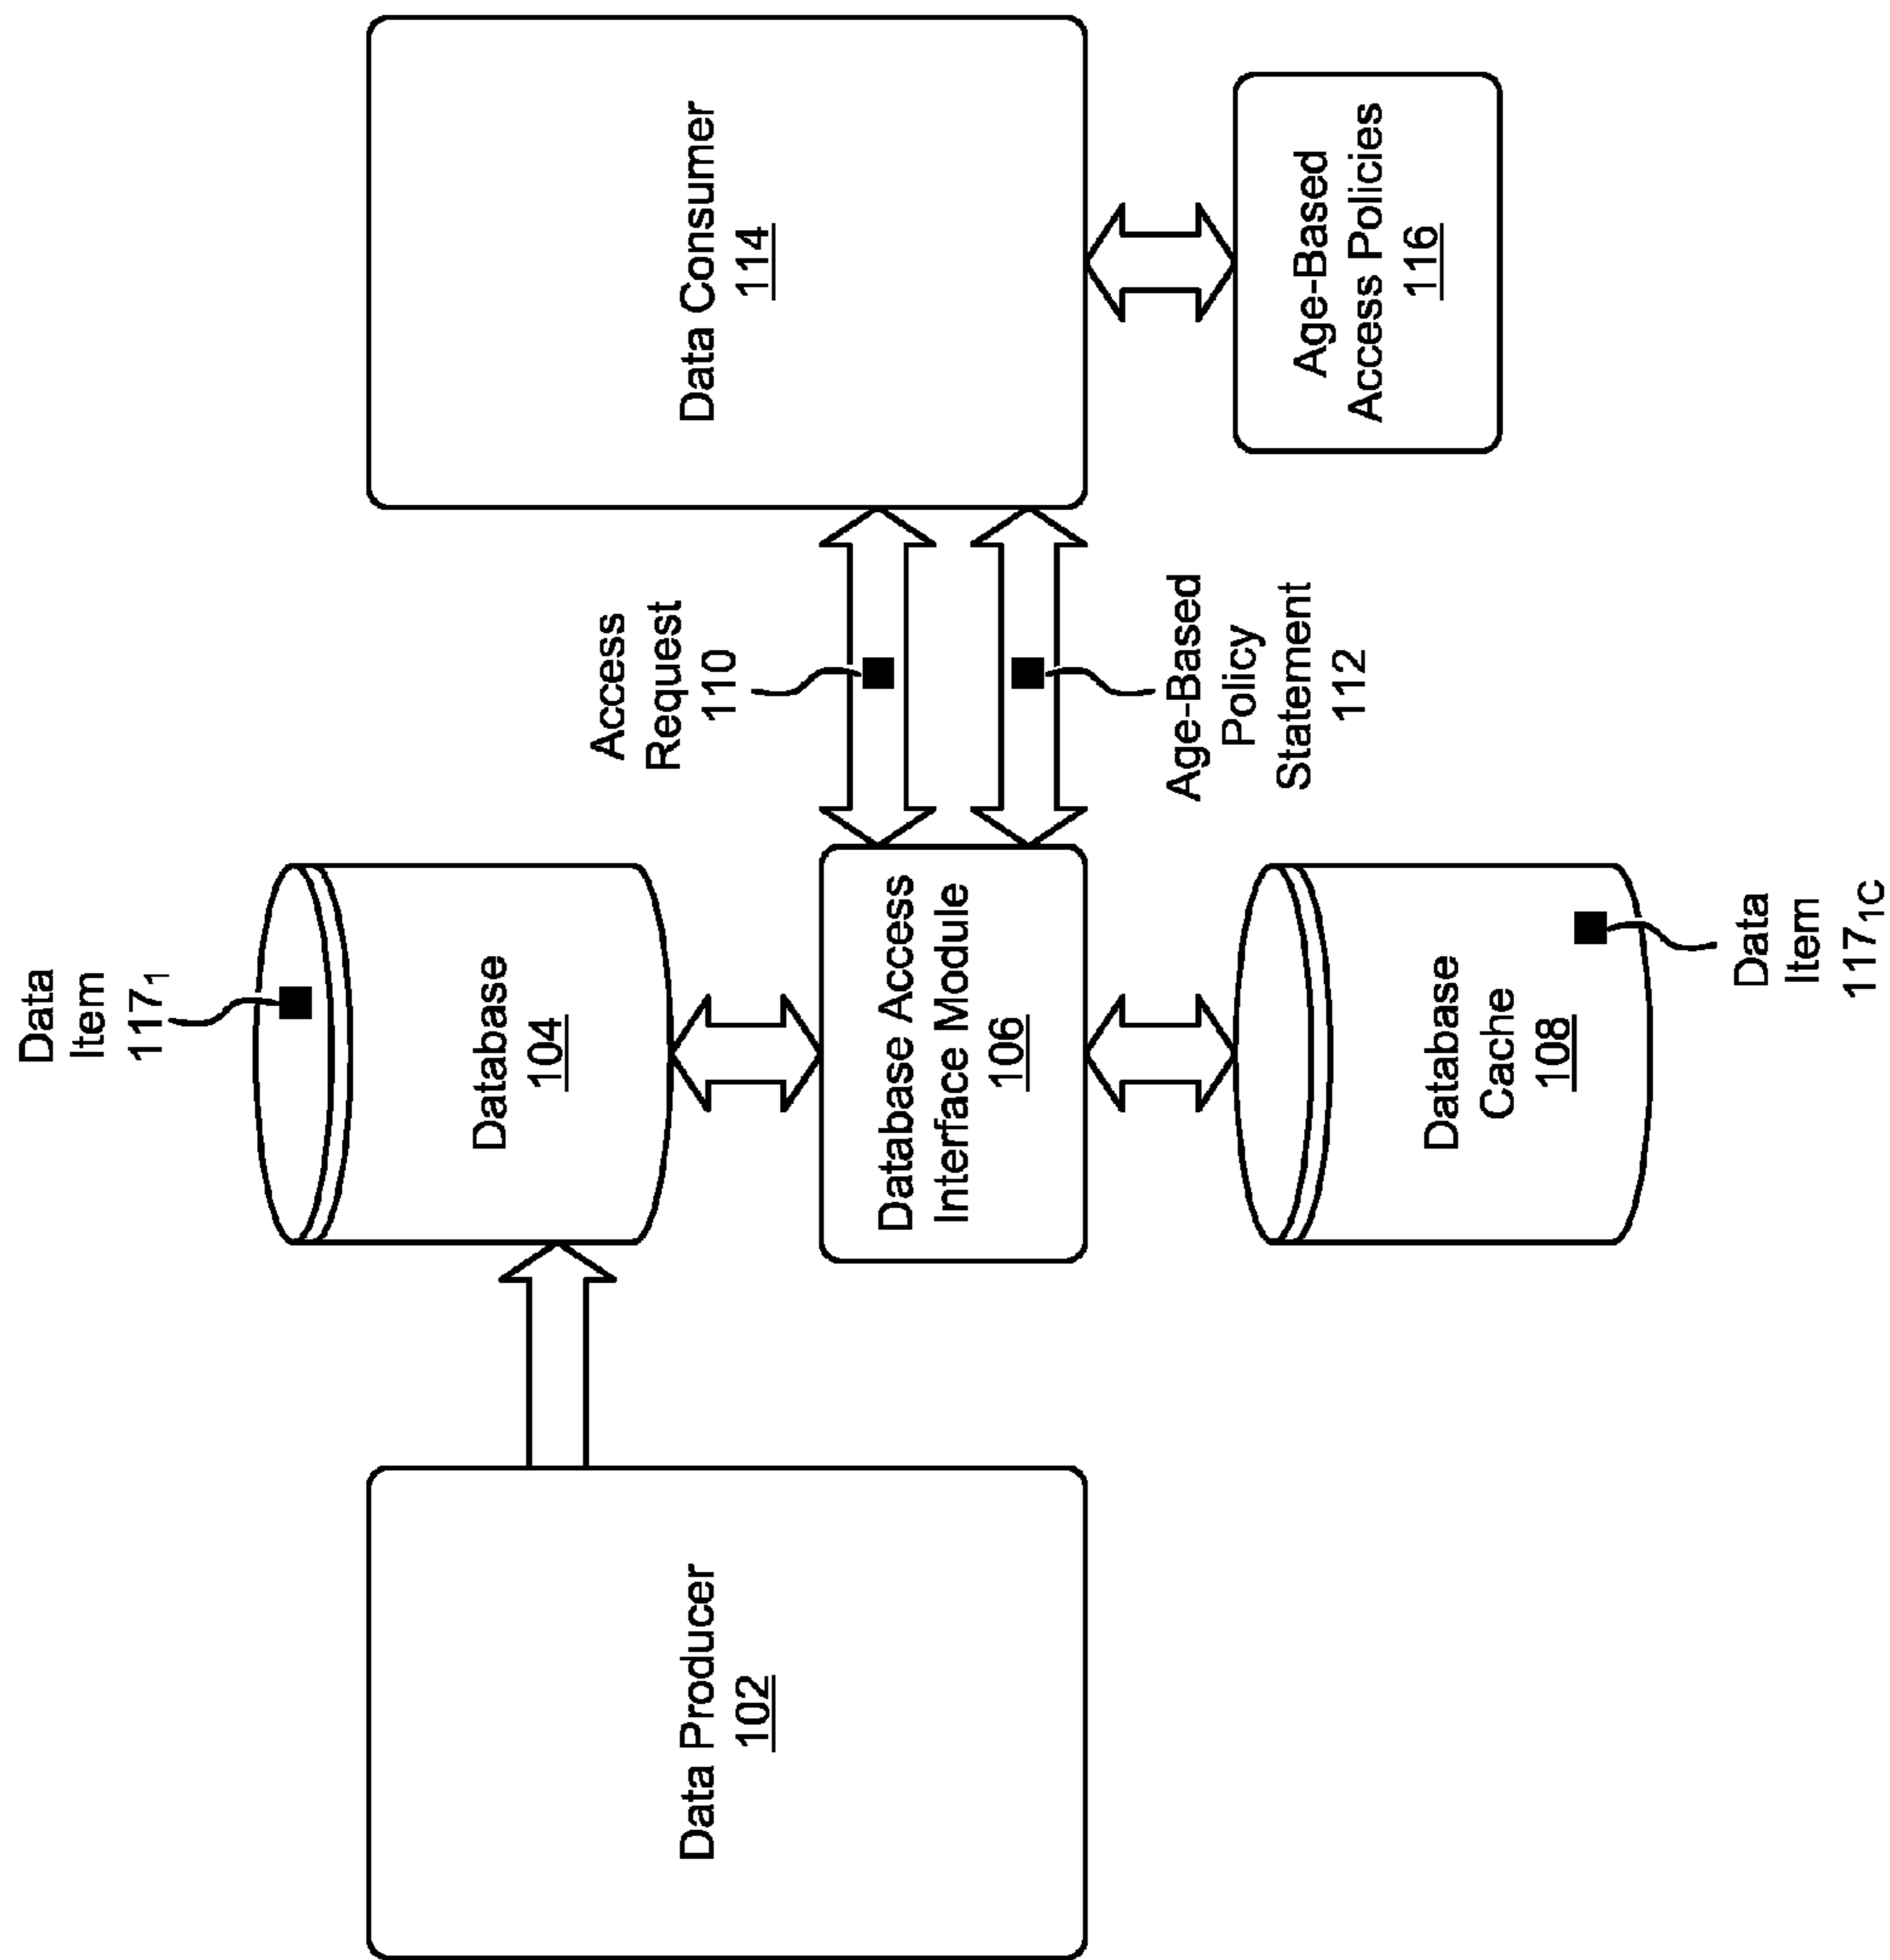 Data
Item
117₁
Data Producer
102
Database
104
Access
Request
110
Data Consumer
114
Database Access
Interface Module
106
Age-Based
Policy
Statement
112
Database
Cache
108
Age-Based
Access Policies
116
Data
Item
117₁C